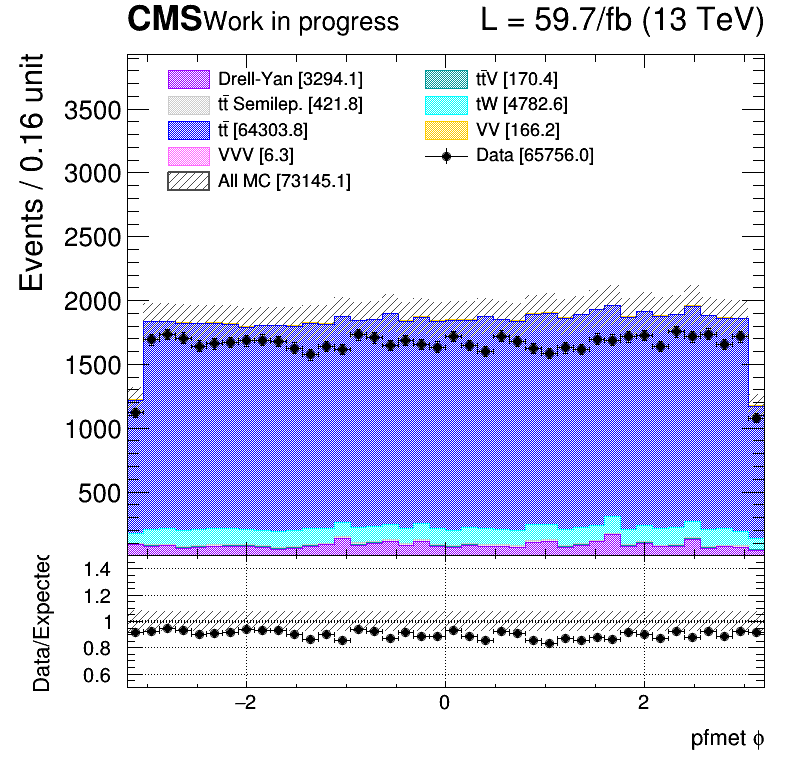 CMS Work in progress L = 59.7/fb (13 TeV)
Events / 0.16 unit
3500
3000
2500
2000
1500
1000
500
Drell-Yan [3294.1]
tt̄ Semilep. [421.8]
tt̄ [64303.8]
VVV [6.3]
All MC [73145.1]
tt̄V [170.4]
tW [4782.6]
VV [166.2]
Data [65756.0]
Data/Expected
1.4
1.2
1
0.8
0.6
−2 0 2
pfmet ϕ